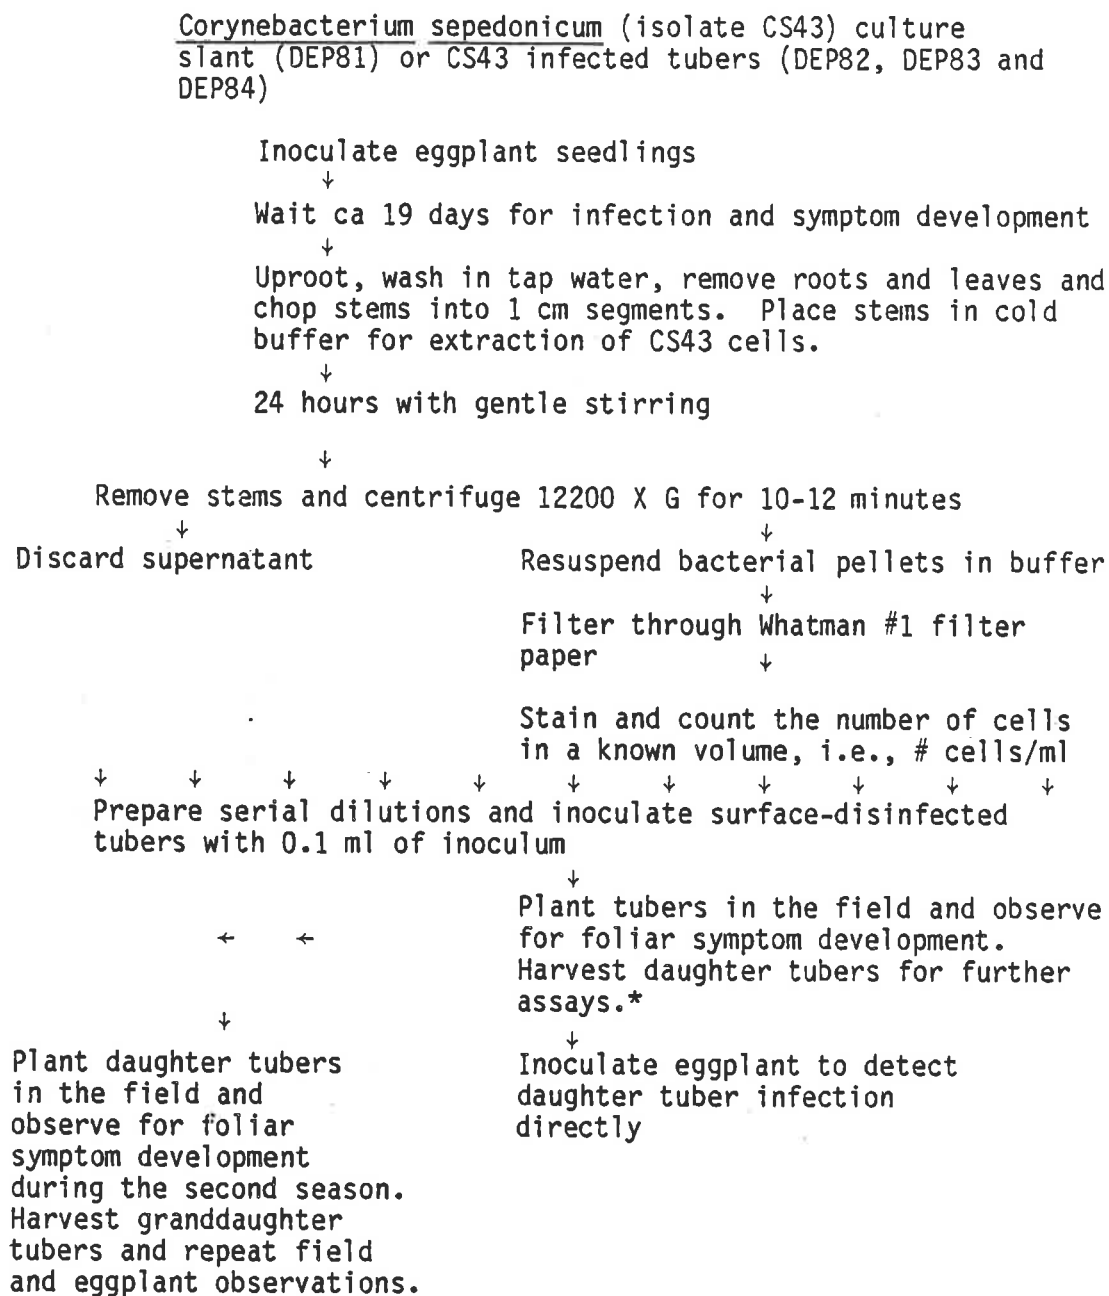 Corynebacterium sepedonicum (isolate CS43) culture
slant (DEP81) or CS43 infected tubers (DEP82, DEP83 and
DEP84)
Inoculate eggplant seedlings
↓
Wait ca 19 days for infection and symptom development
↓
Uproot, wash in tap water, remove roots and leaves and
chop stems into 1 cm segments. Place stems in cold
buffer for extraction of CS43 cells.
↓
24 hours with gentle stirring
↓
Remove stems and centrifuge 12200 X G for 10-12 minutes
↓ ↓
Discard supernatant Resuspend bacterial pellets in buffer
↓
Filter through Whatman #1 filter
paper ↓
Stain and count the number of cells
in a known volume, i.e., # cells/ml
↓ ↓ ↓ ↓ ↓ ↓ ↓ ↓ ↓ ↓ ↓
Prepare serial dilutions and inoculate surface-disinfected
tubers with 0.1 ml of inoculum
↓
Plant tubers in the field and observe
← ← for foliar symptom development.
Harvest daughter tubers for further
assays.*
↓ ↓
Plant daughter tubers
in the field and
observe for foliar
symptom development
during the second season.
Harvest granddaughter
tubers and repeat field
and eggplant observations.
Inoculate eggplant to detect
daughter tuber infection
directly